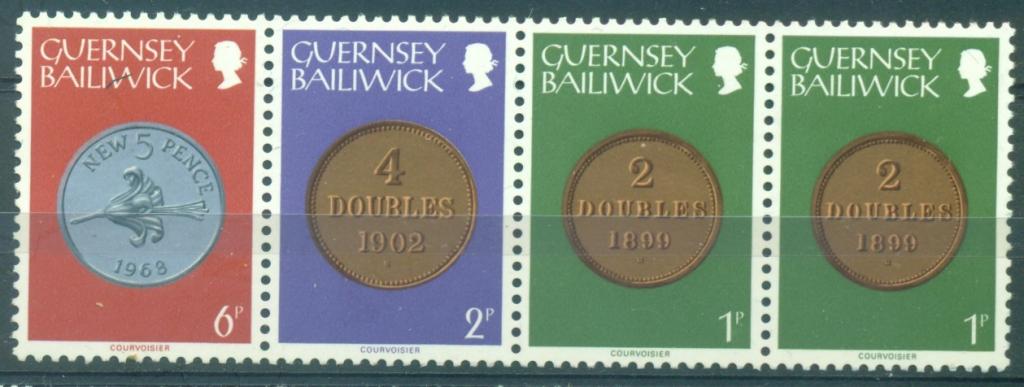 GUERNSEY
BAILIWICK
NEW 5 PENCE
1968
6P
COURVOISIER
GUERNSEY
BAILIWICK
4
DOUBLES
1902
2P
COURVOISIER
GUERNSEY
BAILIWICK
2
DOUBLES
1899
1P
COURVOISIER
GUERNSEY
BAILIWICK
2
DOUBLES
1899
1P
COURVOISIER